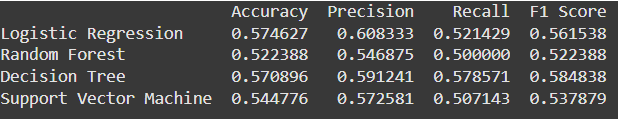 Accuracy Precision Recall F1 Score
Logistic Regression 0.574627 0.608333 0.521429 0.561538
Random Forest 0.522388 0.546875 0.500000 0.522388
Decision Tree 0.570896 0.591241 0.578571 0.584838
Support Vector Machine 0.544776 0.572581 0.507143 0.537879